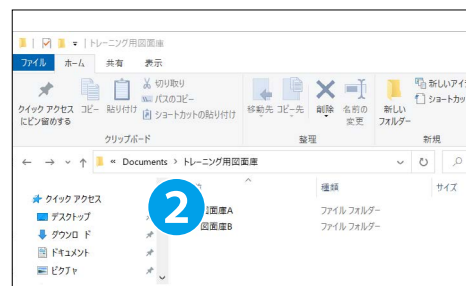 トレーニング用図面庫
ファイル ホーム 共有 表示
クイック アクセスにピン留めする
コピー
貼り付け
切り取り
パスのコピー
ショートカットの貼り付け
移動先 コピー先 削除 名前の変更
新しいフォルダー
新しいアイ
ショートカッ
クリップボード 整理 新規
« Documents › トレーニング用図面庫
種類 サイズ
クイック アクセス
デスクトップ
ダウンロ ド
ドキュメント
ピクチャ
2
図面庫A ファイル フォルダー
図面庫B ファイル フォルダー